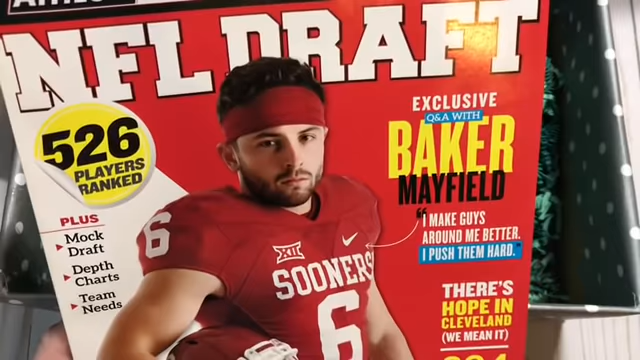 NFL DRAFT
EXCLUSIVE
Q&A WITH
BAKER
MAYFIELD
"I MAKE GUYS
AROUND ME BETTER.
I PUSH THEM HARD."
526
PLAYERS
RANKED
PLUS
Mock
Draft
Depth
Charts
Team
Needs
6
XII
SOONERS
6
THERE'S
HOPE IN
CLEVELAND
(WE MEAN IT)